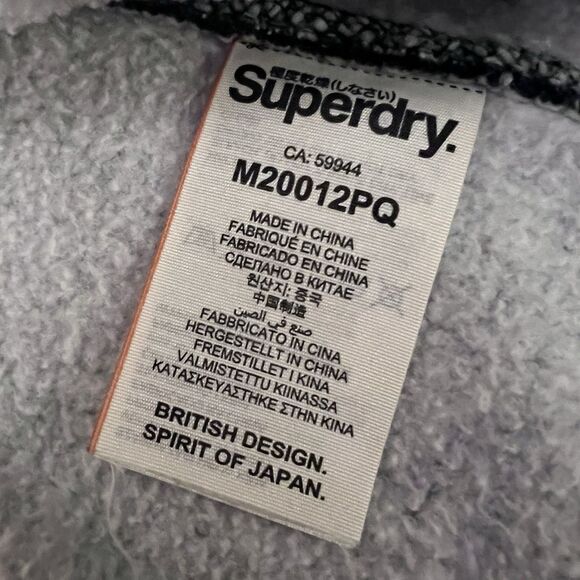 極度乾燥(しなさい)
Superdry.
CA: 59944
M20012PQ
MADE IN CHINA
FABRIQUÉ EN CHINE
FABRICADO EN CHINA
СДЕЛАНО В КИТАЕ
원산지: 중국
中国制造
صنع في الصين
FABBRICATO IN CINA
HERGESTELLT IN CHINA
FREMSTILLET I KINA
VALMISTETTU KIINASSA
ΚΑΤΑΣΚΕΥΑΣΤΗΚΕ ΣΤΗΝ ΚΙΝΑ
BRITISH DESIGN.
SPIRIT OF JAPAN.